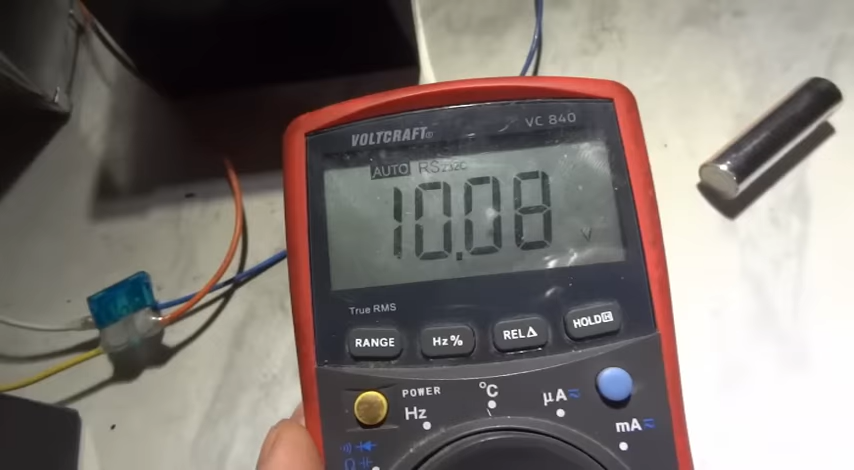 VOLTCRAFT®
VC 840
AUTO RS232C
10.08 V
True RMS
RANGE
Hz%
RELΔ
HOLD H
POWER
Hz
°C
μA
mA
Ω